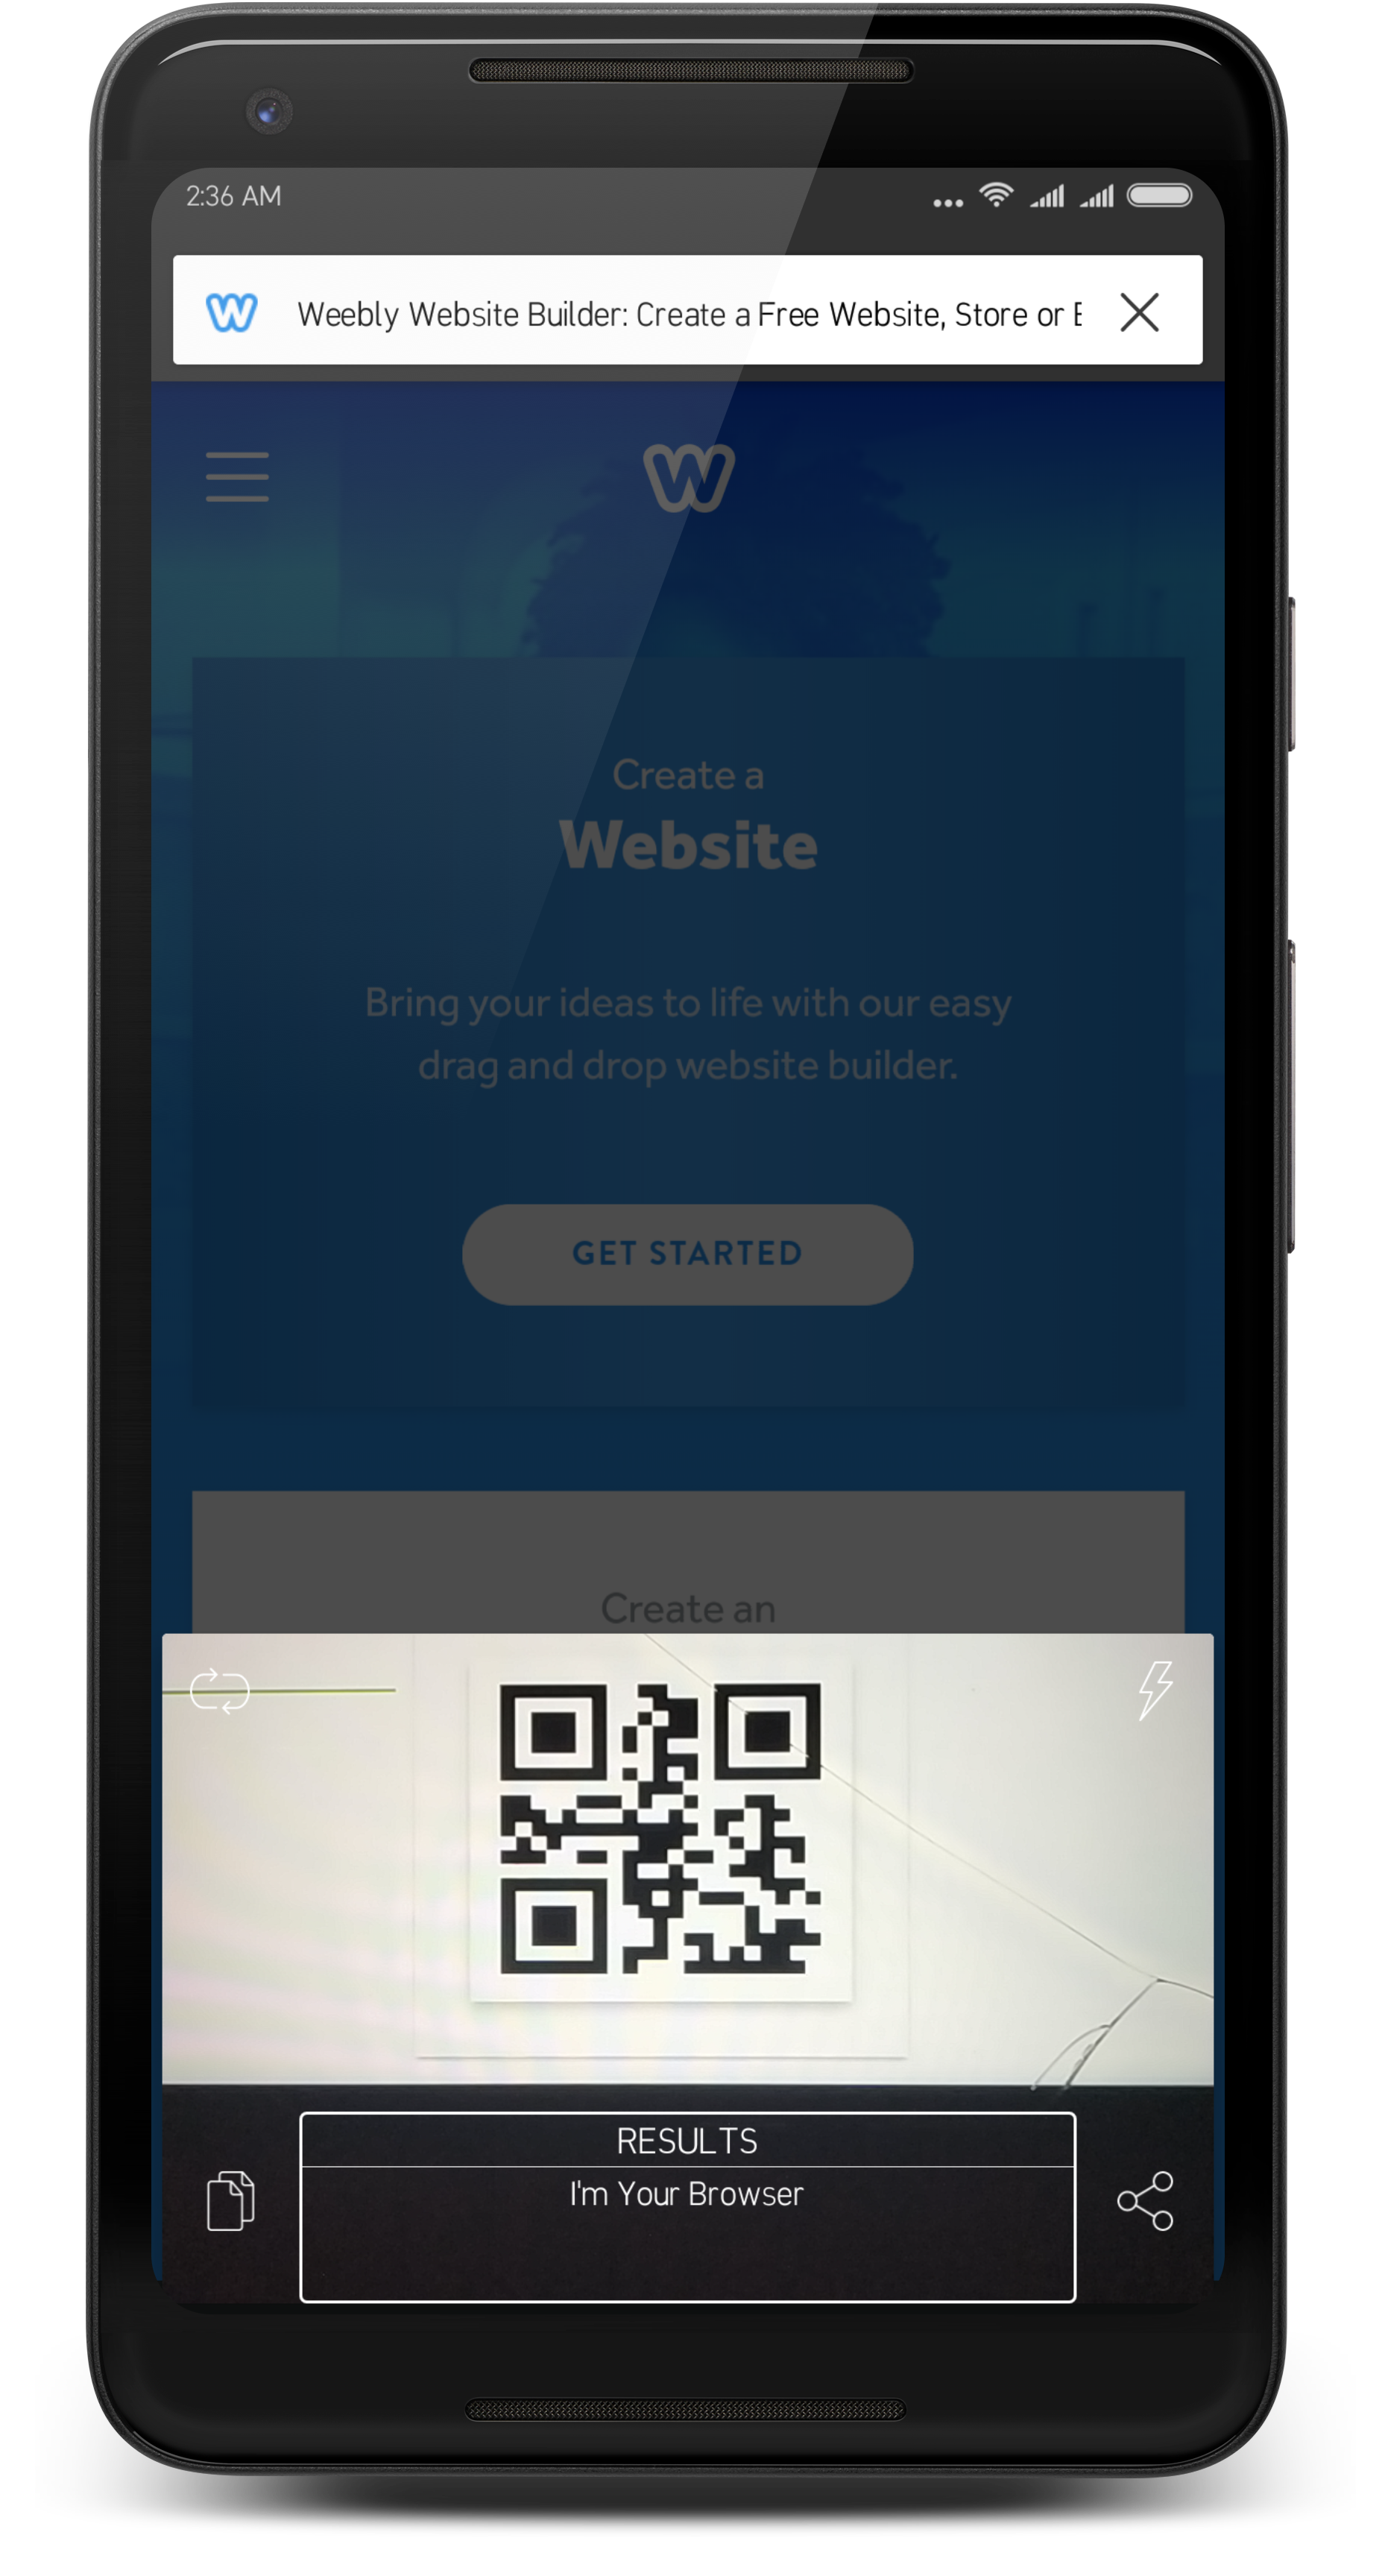 2:36 AM
Weebly Website Builder: Create a Free Website, Store or
W
Create a
Website
Bring your ideas to life with our easy
drag and drop website builder.
GET STARTED
Create an
RESULTS
I'm Your Browser